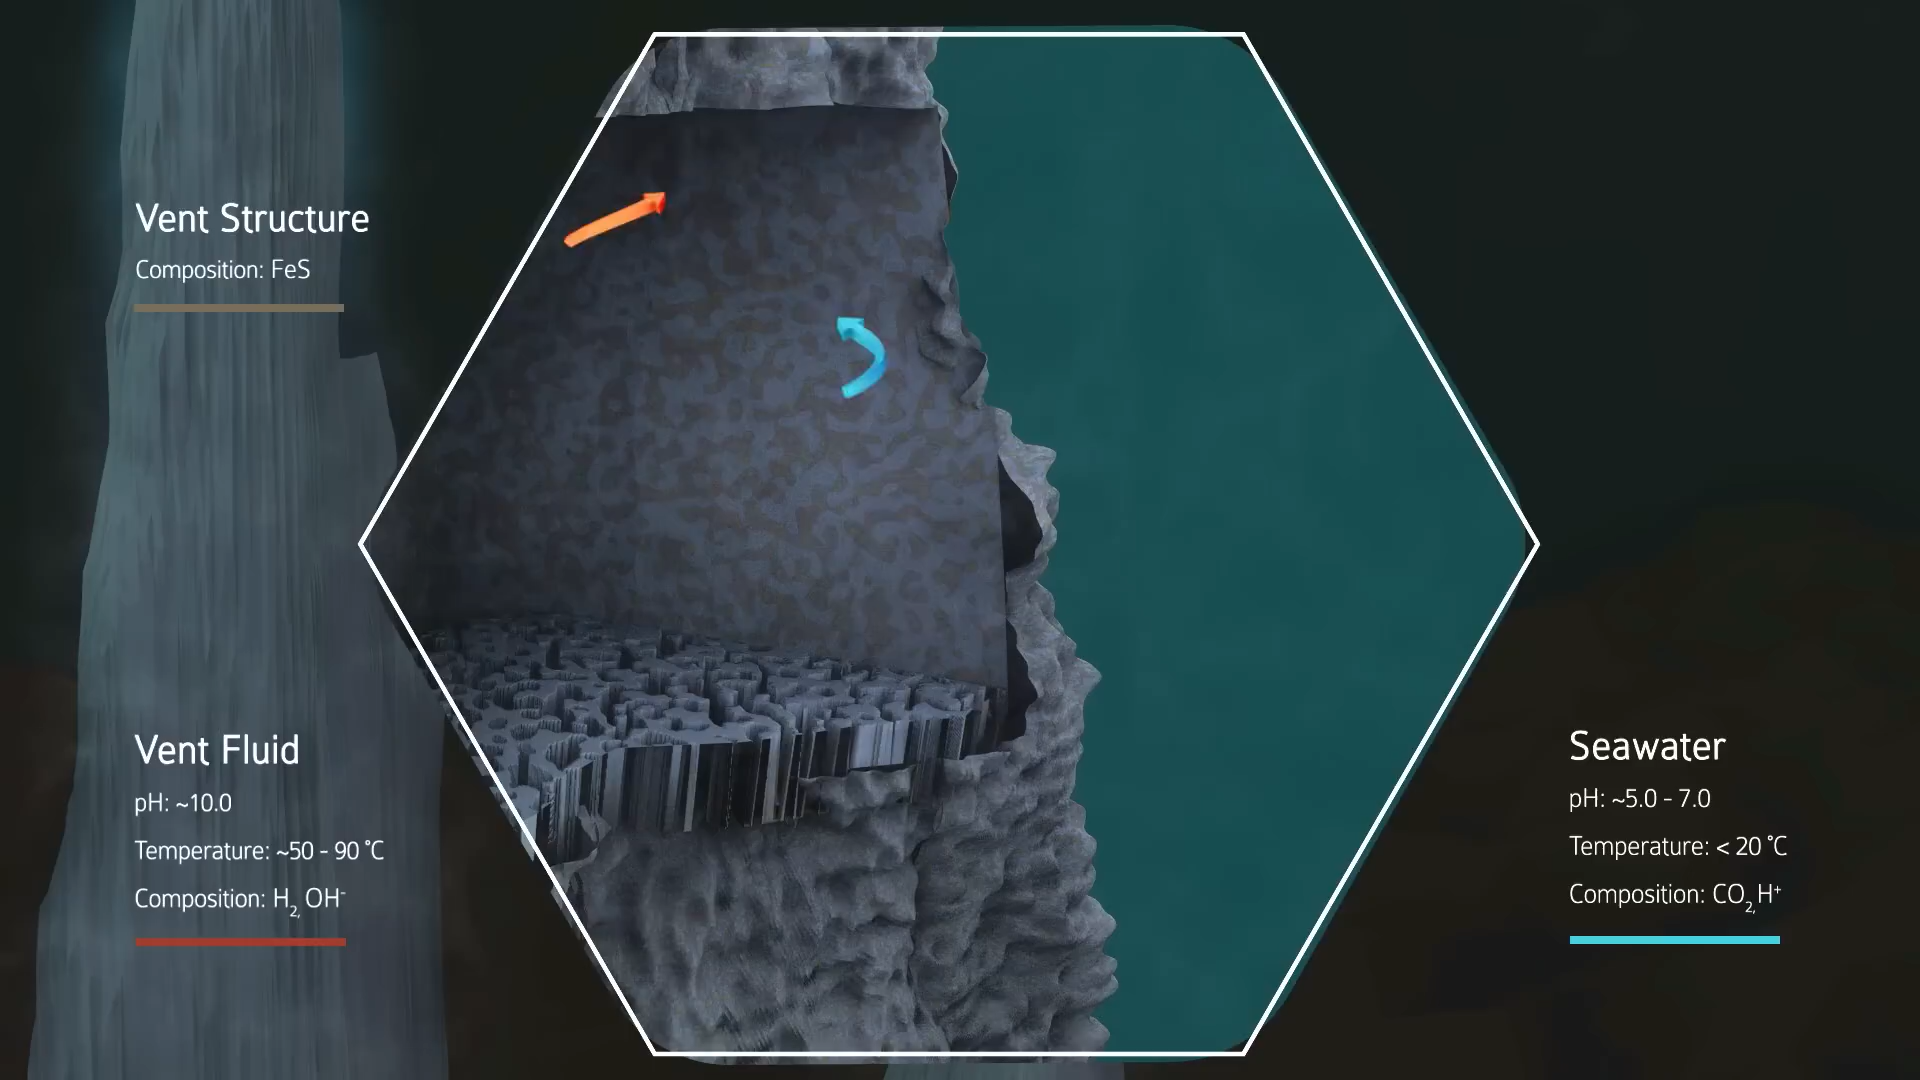 Vent Structure
Composition: FeS
Vent Fluid
pH: ~10.0
Temperature: ~50 - 90 °C
Composition: H₂, OH⁻
Seawater
pH: ~5.0 - 7.0
Temperature: < 20 °C
Composition: CO₂, H⁺